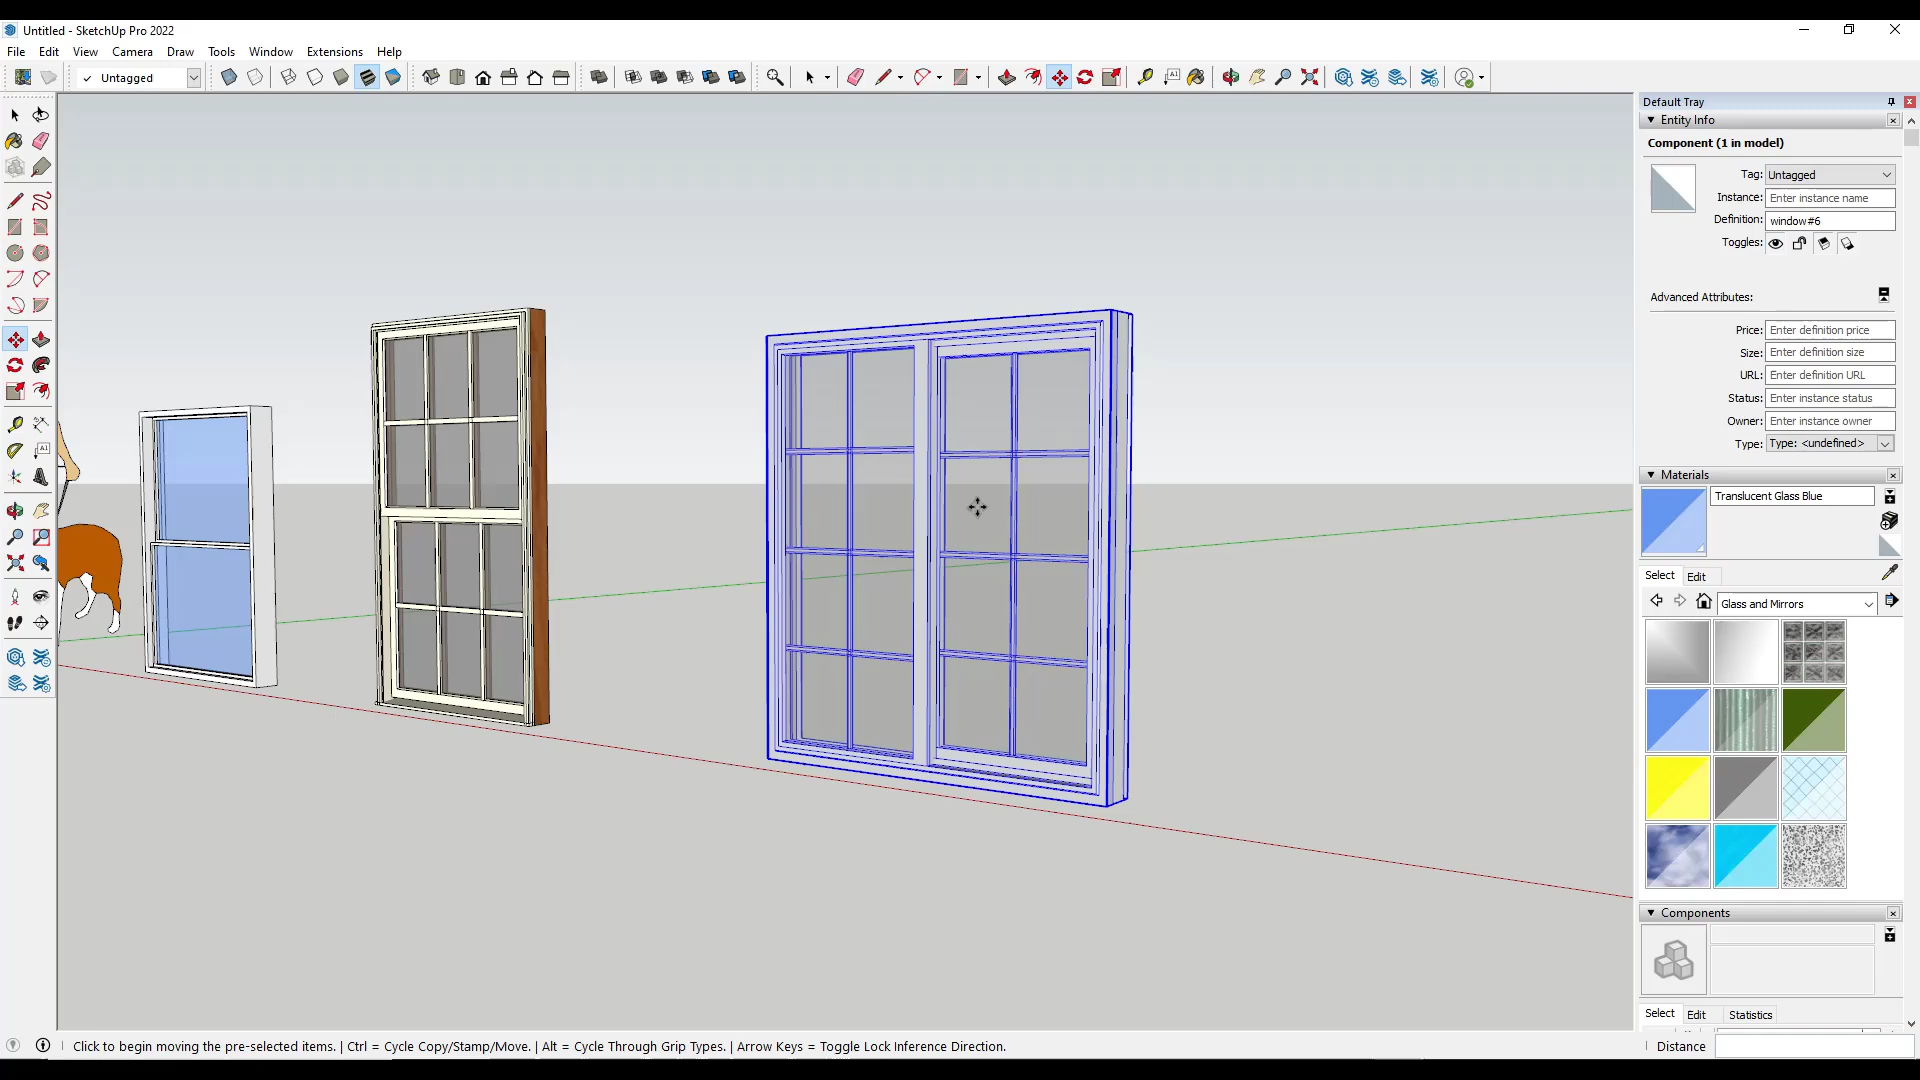 Untitled - SketchUp Pro 2022
File Edit View Camera Draw Tools Window Extensions Help
Untagged
Default Tray
Entity Info
Component (1 in model)
Tag: Untagged
Instance: Enter instance name
Definition: window#6
Toggles:
Advanced Attributes:
Price: Enter definition price
Size: Enter definition size
URL: Enter definition URL
Status: Enter instance status
Owner: Enter instance owner
Type: Type: <undefined>
Materials
Translucent Glass Blue
Select Edit
Glass and Mirrors
Components
Select Edit Statistics
Click to begin moving the pre-selected items. | Ctrl = Cycle Copy/Stamp/Move. | Alt = Cycle Through Grip Types. | Arrow Keys = Toggle Lock Inference Direction.
Distance